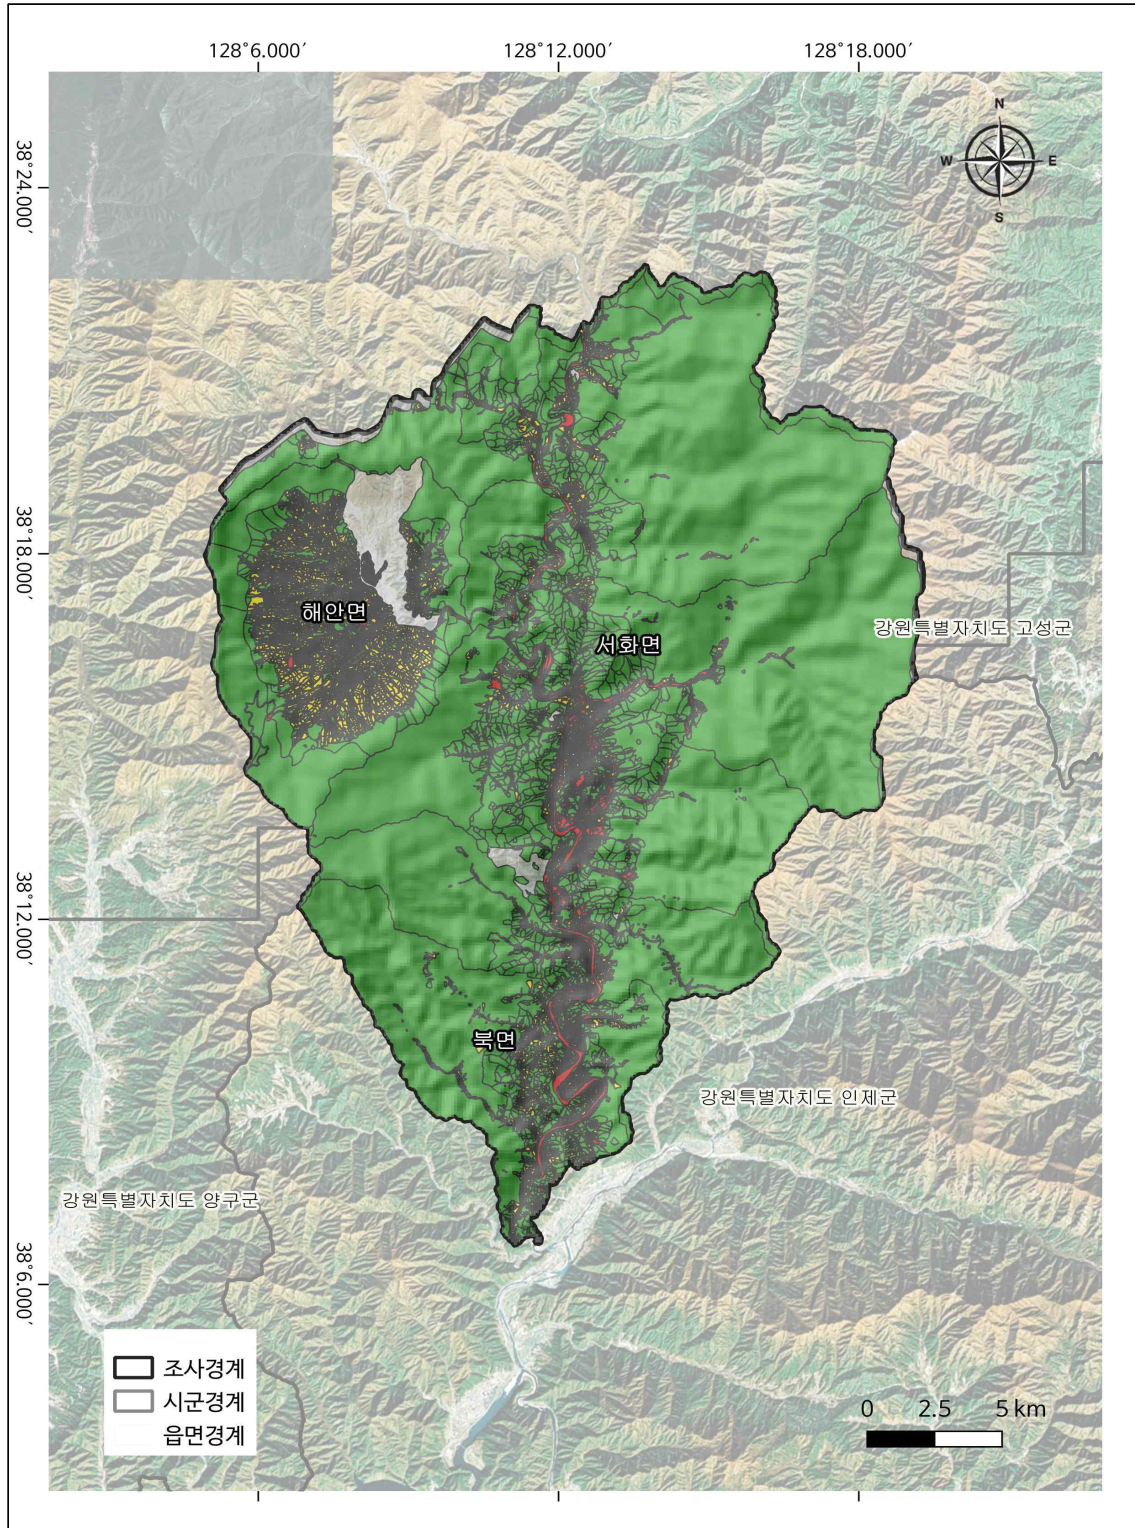 128°6.000′ 128°12.000′ 128°18.000′
N
W E
S
38°24.000′
38°18.000′
해안면
강원특별자치도 고성군
서화면
38°12.000′
북면
강원특별자치도 인제군
강원특별자치도 양구군
38°6.000′
조사경계
시군경계
읍면경계
0 2.5 5 km